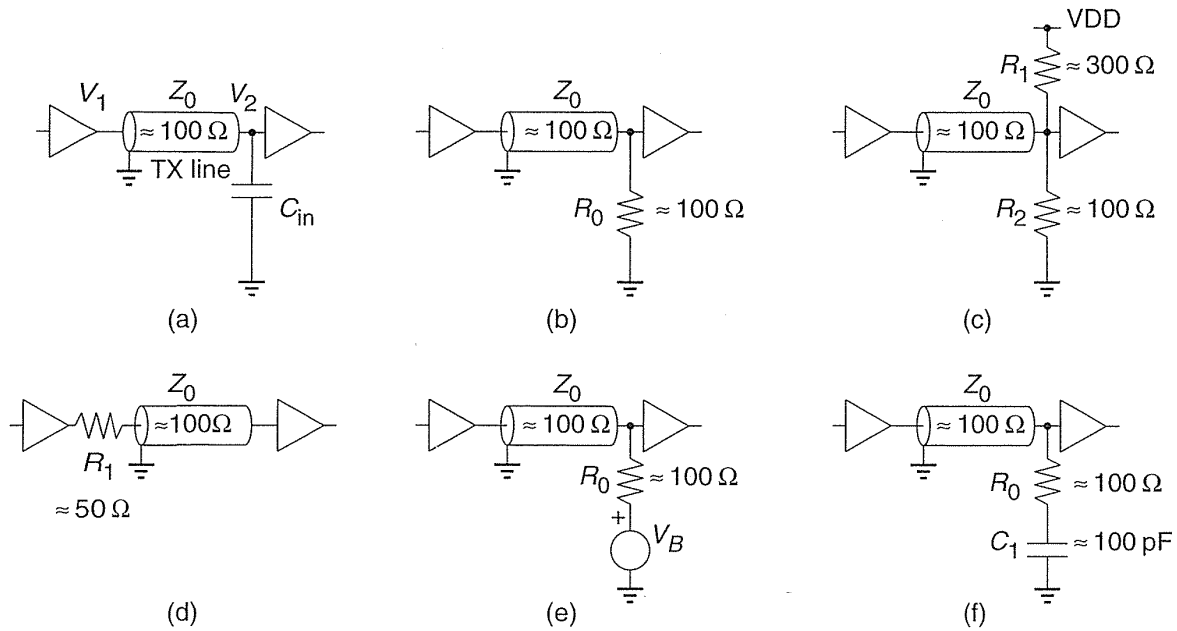 VDD
R1 ≈ 300 Ω
V1 Z0 V2
≈ 100 Ω
TX line
Cin
(a)
Z0
≈ 100 Ω
R0 ≈ 100 Ω
(b)
Z0
≈ 100 Ω
R2 ≈ 100 Ω
(c)
Z0
≈100Ω
R1
≈ 50 Ω
(d)
Z0
≈ 100 Ω
R0 ≈ 100 Ω
+
VB
(e)
Z0
≈ 100 Ω
R0 ≈ 100 Ω
C1 ≈ 100 pF
(f)